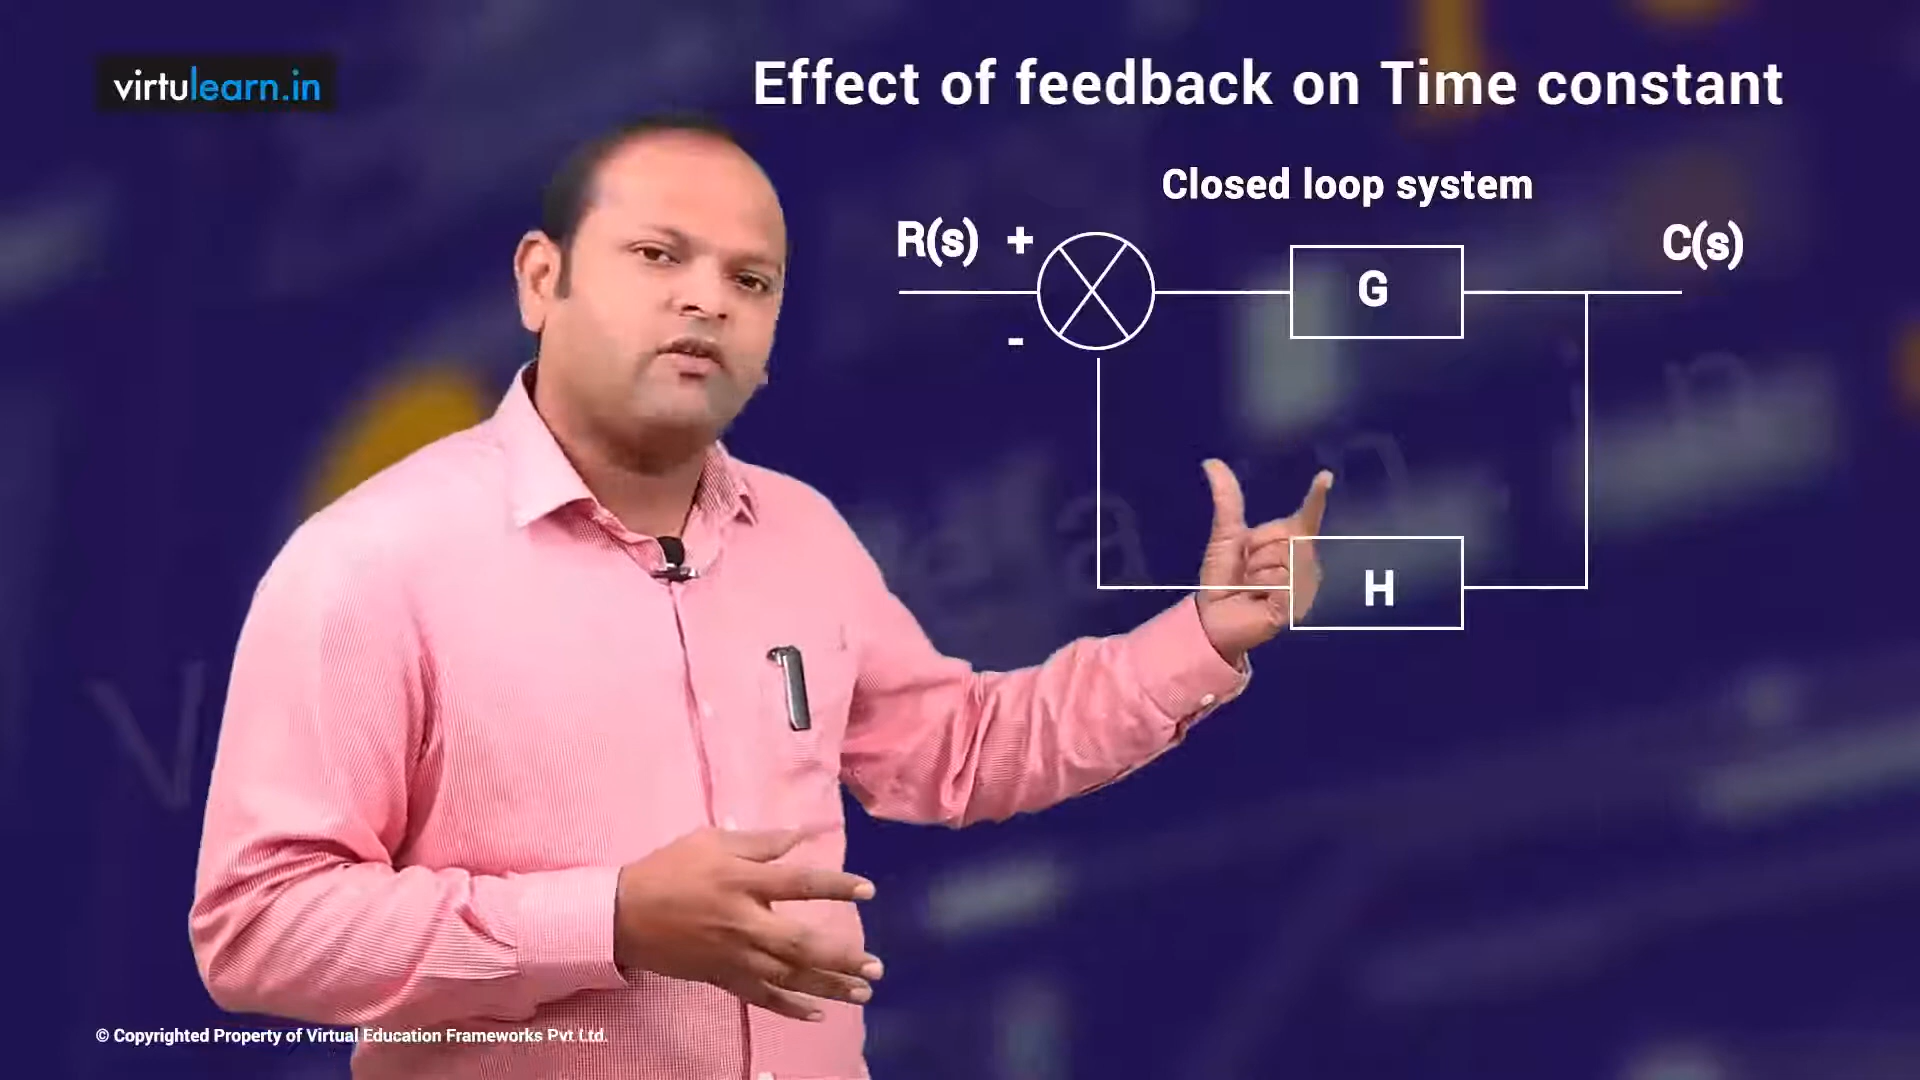 virtulearn.in
Effect of feedback on Time constant
Closed loop system
R(s) +
C(s)
G
-
H
© Copyrighted Property of Virtual Education Frameworks Pvt Ltd.